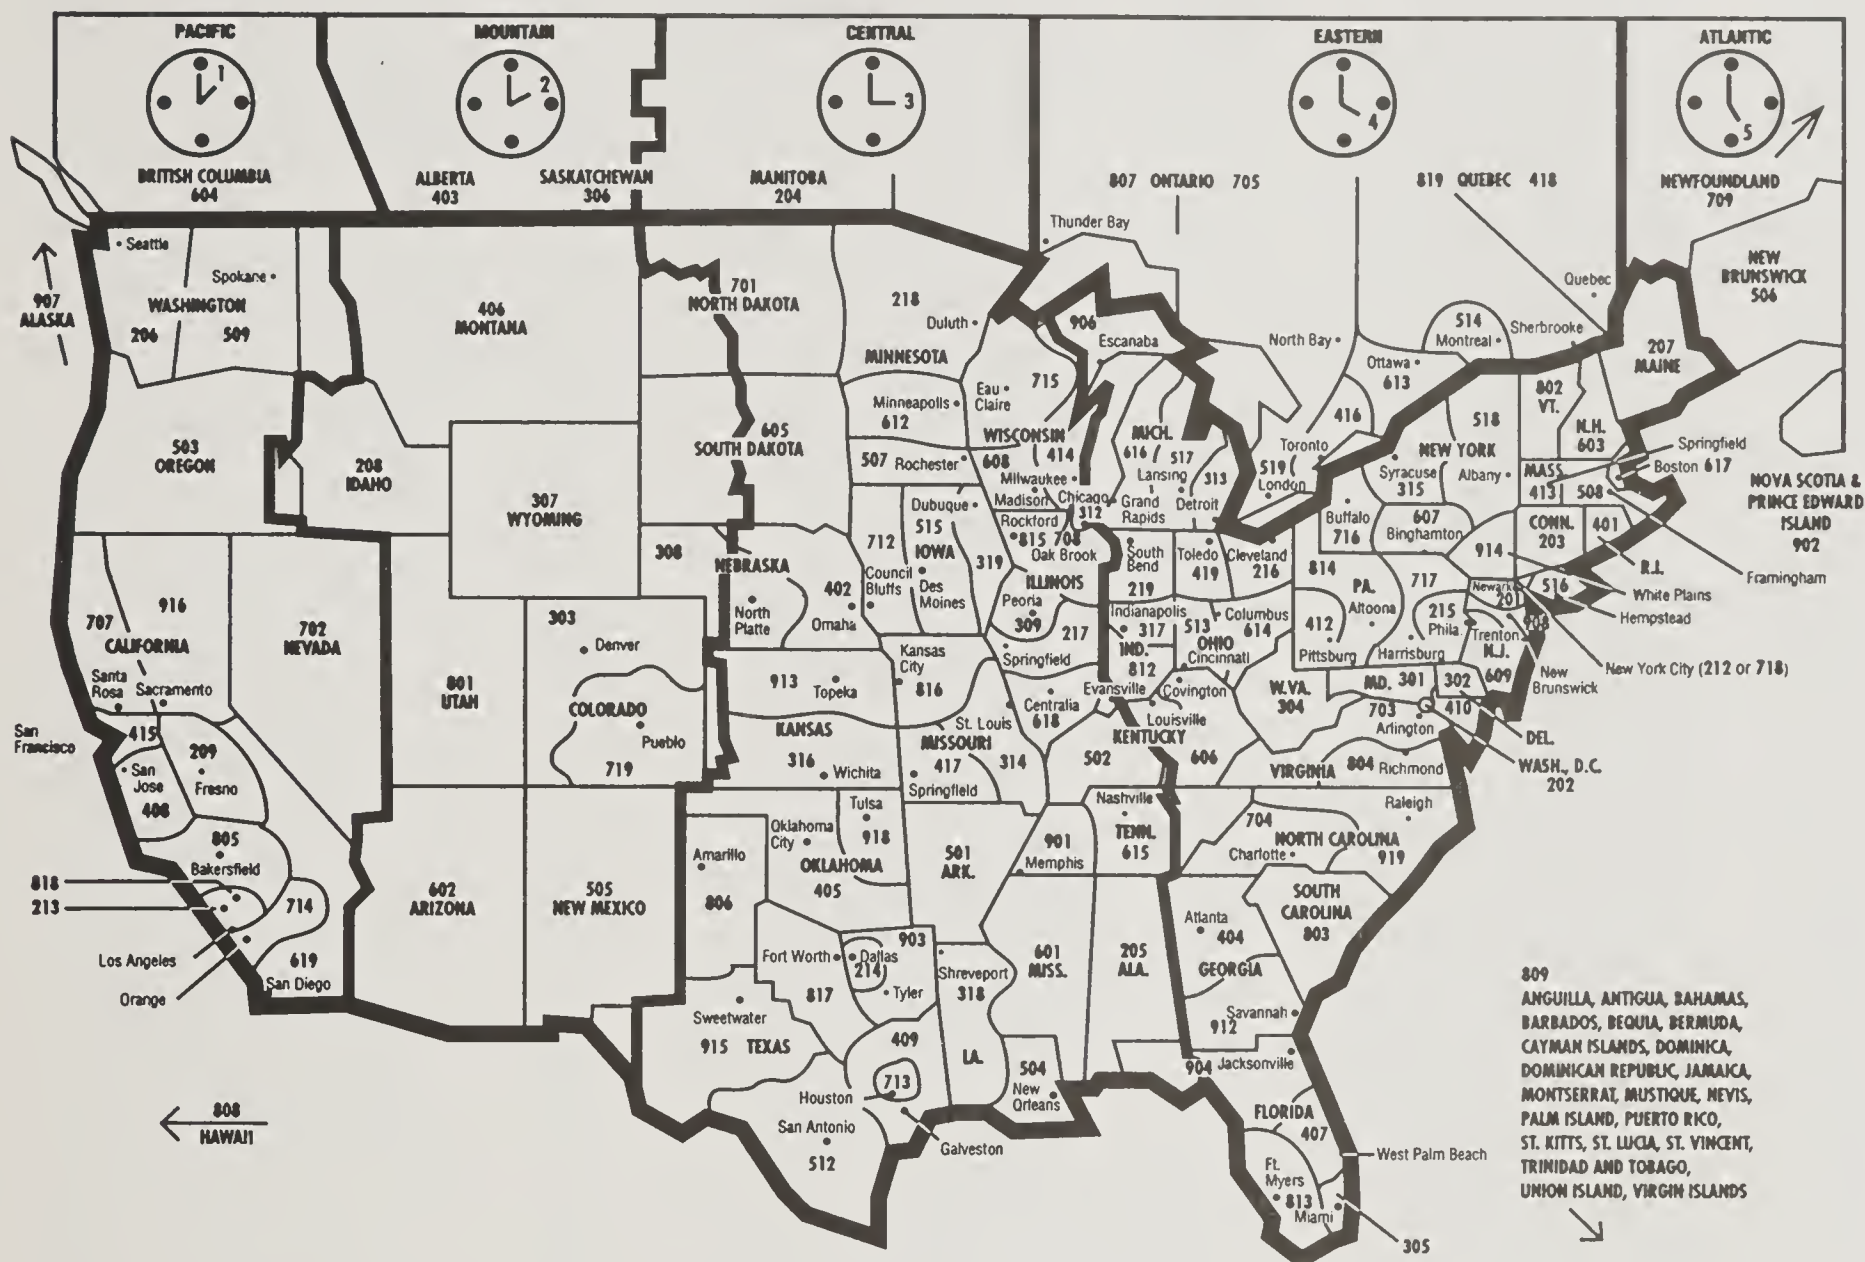 PACIFIC
MOUNTAIN
CENTRAL
EASTERN
ATLANTIC
1
2
3
4
5
BRITISH COLUMBIA
604
ALBERTA
403
SASKATCHEWAN
306
MANITOBA
204
807 ONTARIO 705
819 QUEBEC 418
NEWFOUNDLAND
709
Thunder Bay
NEW
BRUNSWICK
506
Quebec
907
ALASKA
Seattle
Spokane
WASHINGTON
206
509
406
MONTANA
701
NORTH DAKOTA
218
Duluth
MINNESOTA
906
Escanaba
North Bay
514
Montreal
Sherbrooke
207
MAINE
Ottawa
613
503
OREGON
208
IDAHO
307
WYOMING
605
SOUTH DAKOTA
Minneapolis
612
507 Rochester
Eau
Claire
715
WISCONSIN
608
414
Milwaukee
Madison
MICH.
616
517
Lansing
313
Grand
Rapids
Detroit
416
Toronto
519
London
518
NEW YORK
Syracuse
315
Albany
802
VT.
N.H.
603
MASS.
413
508
Springfield
Boston 617
NOVA SCOTIA &
PRINCE EDWARD
ISLAND
902
Chicago
312
Rockford
815 708
Oak Brook
Dubuque
515
IOWA
712
319
Council
Bluffs
Des
Moines
308
NEBRASKA
402
North
Platte
Omaha
ILLINOIS
Peoria
309
217
Springfield
South
Bend
219
Toledo
419
Cleveland
216
Buffalo
716
607
Binghamton
914
CONN.
203
401
R.I.
Framingham
White Plains
516
Hempstead
Newark
201
908
814
PA.
717
Altoona
412
Pittsburg
215
Phila.
Harrisburg
Trenton
N.J.
609
New York City (212 or 718)
New
Brunswick
Indianapolis
317
IND.
812
513
OHIO
Columbus
614
Cincinnati
Evansville
Covington
Louisville
KENTUCKY
502
606
W.VA.
304
MD.
301
302
410
703
Arlington
DEL.
WASH., D.C.
202
VIRGINIA
804
Richmond
916
707
CALIFORNIA
Santa
Rosa
Sacramento
702
NEVADA
801
UTAH
303
Denver
COLORADO
Pueblo
719
San
Francisco
415
209
Fresno
San
Jose
408
805
Bakersfield
818
213
714
Los Angeles
Orange
619
San Diego
602
ARIZONA
505
NEW MEXICO
913
Topeka
KANSAS
316
Wichita
Kansas
City
816
St. Louis
MISSOURI
417
314
Springfield
Centralia
618
Amarillo
806
Oklahoma
City
Tulsa
918
OKLAHOMA
405
501
ARK.
901
Memphis
Nashville
TENN.
615
704
Raleigh
NORTH CAROLINA
Charlotte
919
SOUTH
CAROLINA
803
Atlanta
404
GEORGIA
Savannah
912
601
MISS.
205
ALA.
903
Fort Worth
Dallas
214
Tyler
817
Sweetwater
915 TEXAS
409
713
Houston
San Antonio
512
Galveston
Shreveport
318
LA.
504
New
Orleans
904
Jacksonville
FLORIDA
407
West Palm Beach
Ft.
Myers
813
Miami
305
808
HAWAII
809
ANGUILLA, ANTIGUA, BAHAMAS,
BARBADOS, BEQUIA, BERMUDA,
CAYMAN ISLANDS, DOMINICA,
DOMINICAN REPUBLIC, JAMAICA,
MONTSERRAT, MUSTIQUE, NEVIS,
PALM ISLAND, PUERTO RICO,
ST. KITTS, ST. LUCIA, ST. VINCENT,
TRINIDAD AND TOBAGO,
UNION ISLAND, VIRGIN ISLANDS